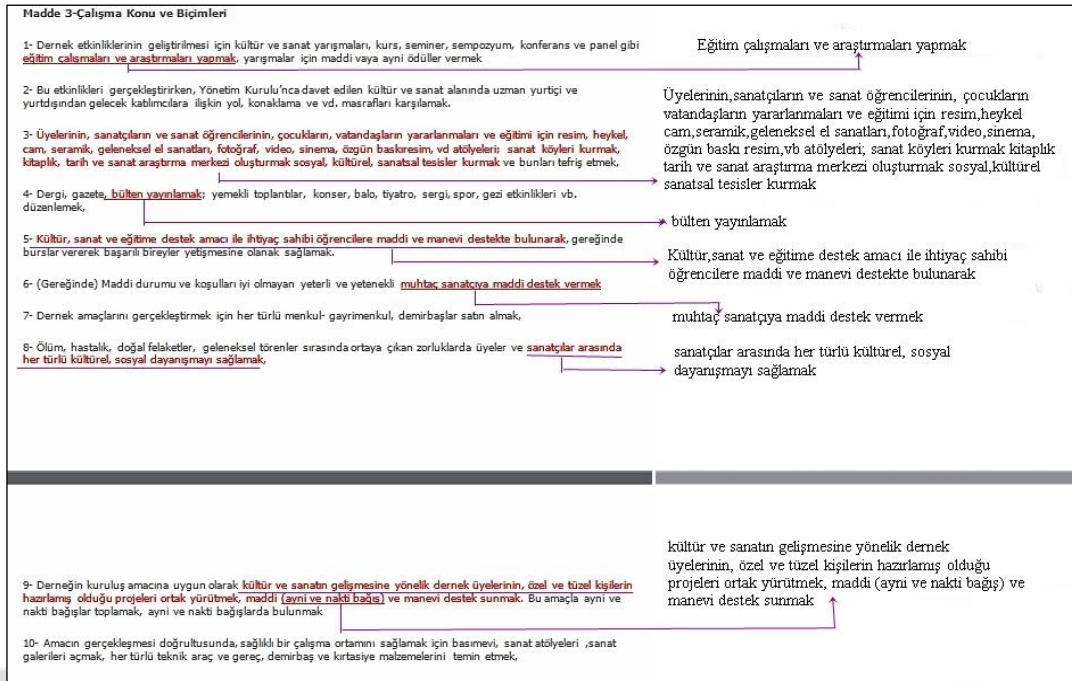 Madde 3-Çalışma Konu ve Biçimleri
1- Dernek etkinliklerinin geliştirilmesi için kültür ve sanat yarışmaları, kurs, seminer, sempozyum, konferans ve panel gibi
eğitim çalışmaları ve araştırmaları yapmak, yarışmalar için maddi vaya ayni ödüller vermek
Eğitim çalışmaları ve araştırmaları yapmak
2- Bu etkinlikleri gerçekleştirirken, Yönetim Kurulu'nca davet edilen kültür ve sanat alanında uzman yurtiçi ve
yurtdışından gelecek katılımcılara ilişkin yol, konaklama ve vd. masrafları karşılamak.
3- Üyelerinin, sanatçıların ve sanat öğrencilerinin, çocukların, vatandaşların yararlanmaları ve eğitimi için resim, heykel,
cam, seramik, geleneksel el sanatları, fotoğraf, video, sinema, özgün baskıresim, vd atölyeleri; sanat köyleri kurmak,
kitaplık, tarih ve sanat araştırma merkezi oluşturmak sosyal, kültürel, sanatsal tesisler kurmak ve bunları tefriş etmek,
Üyelerinin,sanatçıların ve sanat öğrencilerinin, çocukların
vatandaşların yararlanmaları ve eğitimi için resim,heykel
cam,seramik,geleneksel el sanatları,fotoğraf,video,sinema,
özgün baskı resim,vb atölyeleri; sanat köyleri kurmak kitaplık
tarih ve sanat araştırma merkezi oluşturmak sosyal,kültürel
sanatsal tesisler kurmak
4- Dergi, gazete, bülten yayınlamak; yemekli toplantılar, konser, balo, tiyatro, sergi, spor, gezi etkinlikleri vb.
düzenlemek,
bülten yayınlamak
5- Kültür, sanat ve eğitime destek amacı ile ihtiyaç sahibi öğrencilere maddi ve manevi destekte bulunarak, gereğinde
burslar vererek başarılı bireyler yetişmesine olanak sağlamak.
Kültür,sanat ve eğitime destek amacı ile ihtiyaç sahibi
öğrencilere maddi ve manevi destekte bulunarak
6- (Gereğinde) Maddi durumu ve koşulları iyi olmayan yeterli ve yetenekli muhtaç sanatçıya maddi destek vermek
muhtaç sanatçıya maddi destek vermek
7- Dernek amaçlarını gerçekleştirmek için her türlü menkul- gayrimenkul, demirbaşlar satın almak,
8- Ölüm, hastalık, doğal felaketler, geleneksel törenler sırasında ortaya çıkan zorluklarda üyeler ve sanatçılar arasında
her türlü kültürel, sosyal dayanışmayı sağlamak,
sanatçılar arasında her türlü kültürel, sosyal
dayanışmayı sağlamak
9- Derneğin kuruluş amacına uygun olarak kültür ve sanatın gelişmesine yönelik dernek üyelerinin, özel ve tüzel kişilerin
hazırlamış olduğu projeleri ortak yürütmek, maddi (ayni ve nakti bağış) ve manevi destek sunmak. Bu amaçla ayni ve
nakti bağışlar toplamak, ayni ve nakti bağışlarda bulunmak
kültür ve sanatın gelişmesine yönelik dernek
üyelerinin, özel ve tüzel kişilerin hazırlamış olduğu
projeleri ortak yürütmek, maddi (ayni ve nakti bağış) ve
manevi destek sunmak
10- Amacın gerçekleşmesi doğrultusunda, sağlıklı bir çalışma ortamını sağlamak için basımevi, sanat atölyeleri ,sanat
galerileri açmak, her türlü teknik araç ve gereç, demirbaş ve kırtasiye malzemelerini temin etmek,